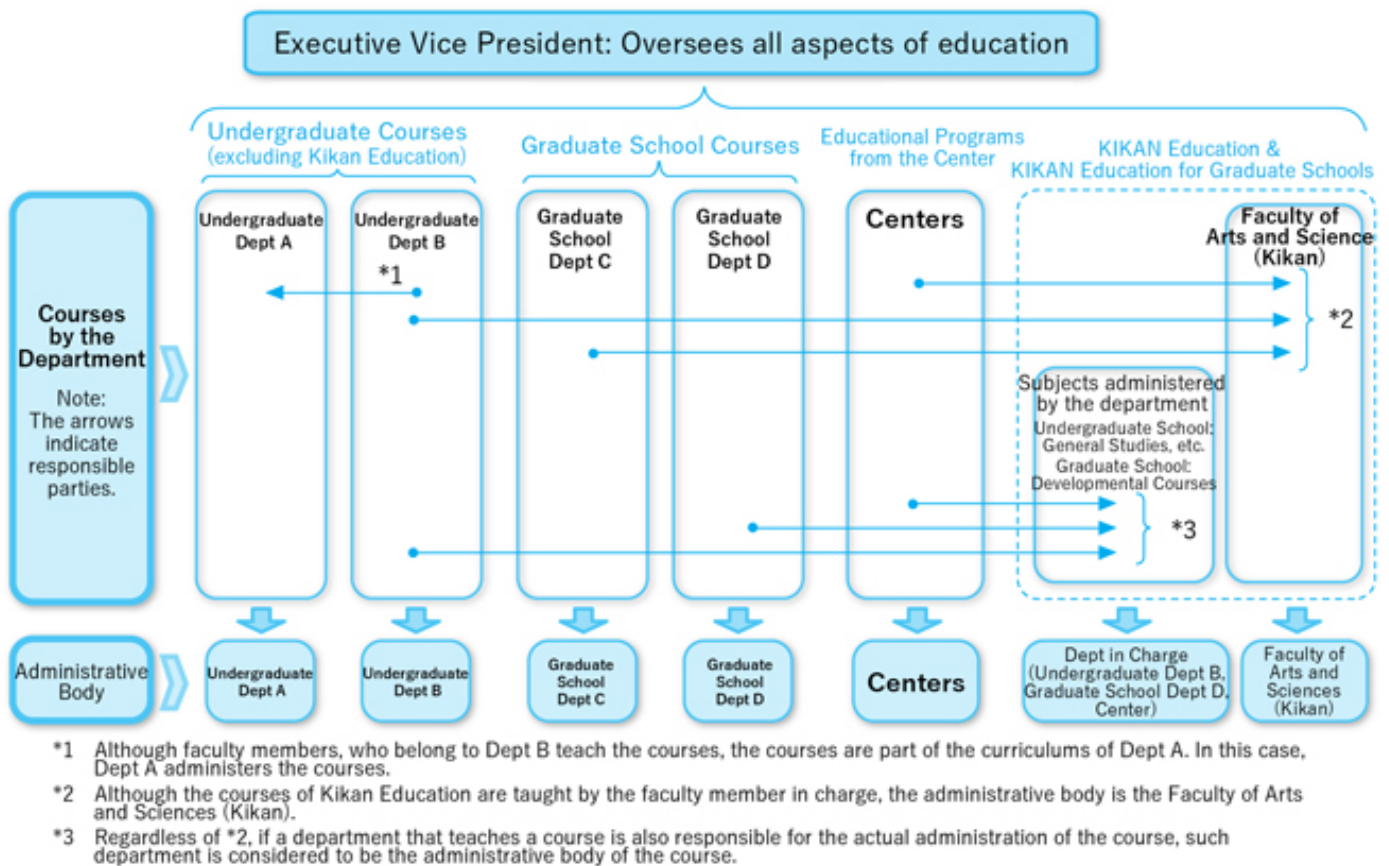 Executive Vice President: Oversees all aspects of education
Undergraduate Courses
(excluding Kikan Education)
Graduate School Courses
Educational Programs
from the Center
KIKAN Education &
KIKAN Education for Graduate Schools
Courses
by the
Department
Note:
The arrows
indicate
responsible
parties.
Undergraduate
Dept A
Undergraduate
Dept B
*1
Graduate
School
Dept C
Graduate
School
Dept D
Centers
Faculty of
Arts and Science
(Kikan)
*2
Subjects administered
by the department
Undergraduate School:
General Studies, etc.
Graduate School:
Developmental Courses
*3
Administrative
Body
Undergraduate
Dept A
Undergraduate
Dept B
Graduate
School
Dept C
Graduate
School
Dept D
Centers
Dept in Charge
(Undergraduate Dept B,
Graduate School Dept D,
Center)
Faculty of
Arts and
Sciences
(Kikan)
*1 Although faculty members, who belong to Dept B teach the courses, the courses are part of the curriculums of Dept A. In this case,
Dept A administers the courses.
*2 Although the courses of Kikan Education are taught by the faculty member in charge, the administrative body is the Faculty of Arts
and Sciences (Kikan).
*3 Regardless of *2, if a department that teaches a course is also responsible for the actual administration of the course, such
department is considered to be the administrative body of the course.